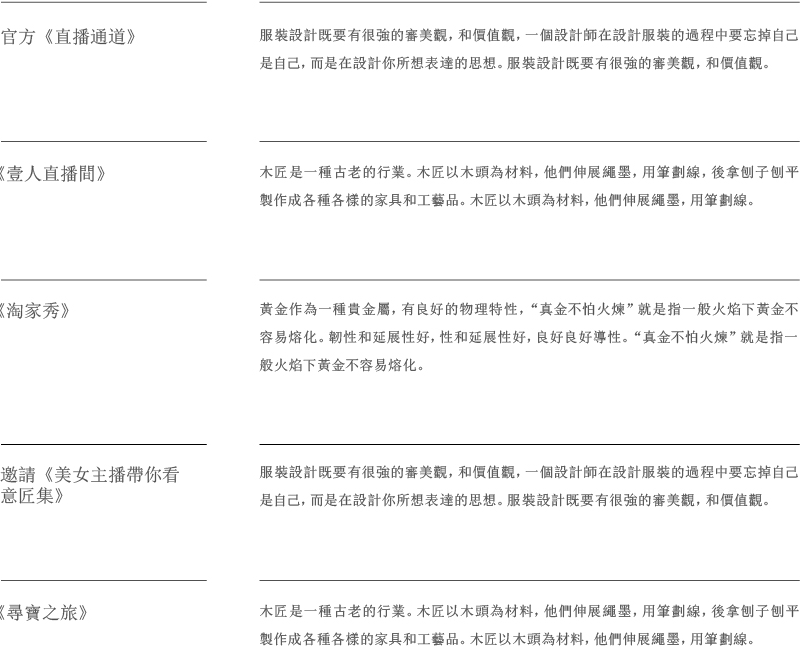 官方《直播通道》
服裝設計既要有很強的審美觀，和價值觀，一個設計師在設計服裝的過程中要忘掉自己
是自己，而是在設計你所想表達的思想。服裝設計既要有很強的審美觀，和價值觀。
《壹人直播間》
木匠是一種古老的行業。木匠以木頭為材料，他們伸展繩墨，用筆劃線，後拿刨子刨平
製作成各種各樣的家具和工藝品。木匠以木頭為材料，他們伸展繩墨，用筆劃線。
《淘家秀》
黃金作為一種貴金屬，有良好的物理特性，“真金不怕火煉”就是指一般火焰下黃金不
容易熔化。韌性和延展性好，性和延展性好，良好良好導性。“真金不怕火煉”就是指一
般火焰下黃金不容易熔化。
邀請《美女主播帶你看
意匠集》
服裝設計既要有很強的審美觀，和價值觀，一個設計師在設計服裝的過程中要忘掉自己
是自己，而是在設計你所想表達的思想。服裝設計既要有很強的審美觀，和價值觀。
《尋寶之旅》
木匠是一種古老的行業。木匠以木頭為材料，他們伸展繩墨，用筆劃線，後拿刨子刨平
製作成各種各樣的家具和工藝品。木匠以木頭為材料，他們伸展繩墨，用筆劃線。